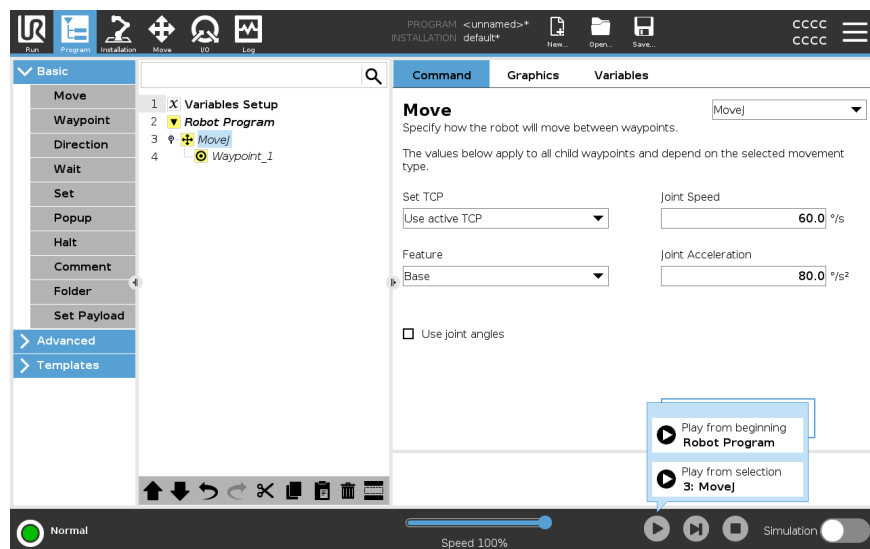 PROGRAM <unnamed>*
INSTALLATION default*
CCCC
CCCC
UR
Run
Program
Installation
Move
I/O
Log
New...
Open...
Save...
Basic
Move
Waypoint
Direction
Wait
Set
Popup
Halt
Comment
Folder
Set Payload
Advanced
Templates
1 X Variables Setup
2 Robot Program
3 MoveJ
4 Waypoint_1
Command Graphics Variables
Move
MoveJ
Specify how the robot will move between waypoints.
The values below apply to all child waypoints and depend on the selected movement
type.
Set TCP
Use active TCP
Joint Speed
60.0 °/s
Feature
Base
Joint Acceleration
80.0 °/s²
Use joint angles
Play from beginning
Robot Program
Play from selection
3: MoveJ
Normal
Speed 100%
Simulation